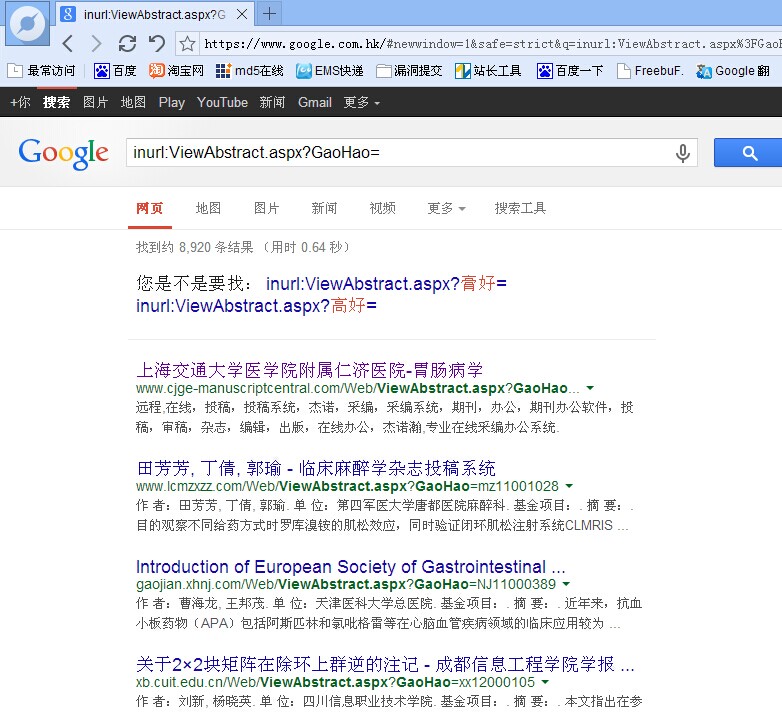 inurl:ViewAbstract.aspx?G
https://www.google.com.hk/#newwindow=1&safe=strict&q=inurl:ViewAbstract.aspx%3FGaoH
最常访问 百度 淘宝网 md5在线 EMS快递 漏洞提交 站长工具 百度一下 FreebuF. Google 翻
+你 搜索 图片 地图 Play YouTube 新闻 Gmail 更多
Google inurl:ViewAbstract.aspx?GaoHao=
网页 地图 图片 新闻 视频 更多 搜索工具
找到约 8,920 条结果 （用时 0.64 秒）
您是不是要找： inurl:ViewAbstract.aspx?膏好=
inurl:ViewAbstract.aspx?高好=
上海交通大学医学院附属仁济医院-胃肠病学
www.cjge-manuscriptcentral.com/Web/ViewAbstract.aspx?GaoHao...
远程,在线，投稿，投稿系统，杰诺，采编，采编系统，期刊，办公，期刊办公软件，投
稿，审稿，杂志，编辑，出版，在线办公，杰诺瀚,专业在线采编办公系统.
田芳芳, 丁倩, 郭瑜 - 临床麻醉学杂志投稿系统
www.lcmzxzz.com/Web/ViewAbstract.aspx?GaoHao=mz11001028
作 者：田芳芳, 丁倩, 郭瑜. 单 位：第四军医大学唐都医院麻醉科. 基金项目：. 摘 要：.
目的观察不同给药方式时罗库溴铵的肌松效应，同时验证闭环肌松注射系统CLMRIS ...
Introduction of European Society of Gastrointestinal ...
gaojian.xhnj.com/Web/ViewAbstract.aspx?GaoHao=NJ11000389
作 者：曹海龙, 王邦茂. 单 位：天津医科大学总医院. 基金项目：. 摘 要：. 近年来，抗血
小板药物（APA）包括阿斯匹林和氯吡格雷等在心脑血管疾病领域的临床应用较为 ...
关于2×2块矩阵在除环上群逆的注记 - 成都信息工程学院学报 ...
xb.cuit.edu.cn/Web/ViewAbstract.aspx?GaoHao=xx12000105
作 者：刘新, 杨晓英. 单 位：四川信息职业技术学院. 基金项目：. 摘 要：. 本文指出在参